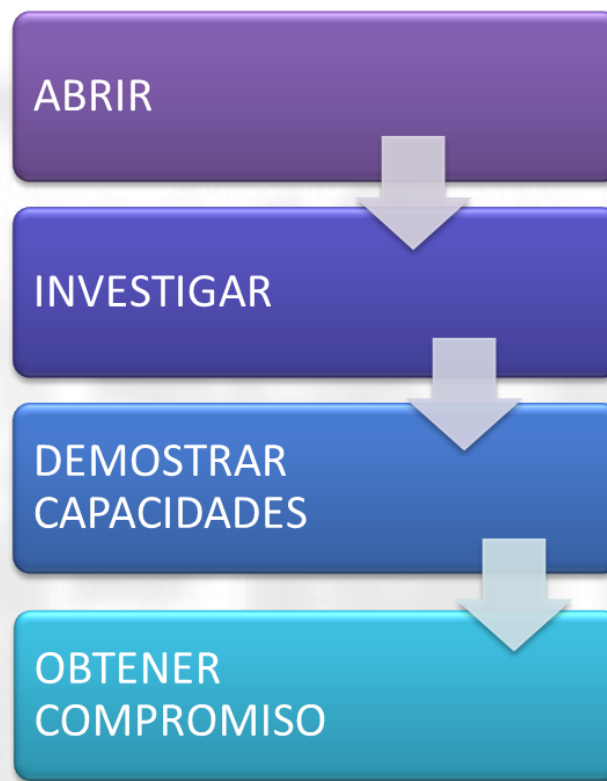 ABRIR
INVESTIGAR
DEMOSTRAR
CAPACIDADES
OBTENER
COMPROMISO